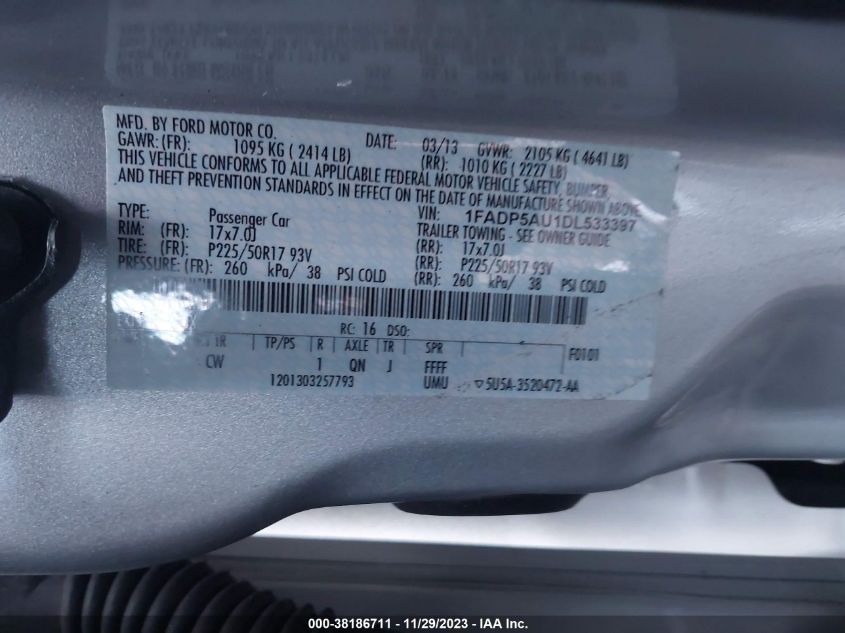 MFD. BY FORD MOTOR CO.
DATE: 03/13 GVWR: 2105 KG ( 4641 LB)
GAWR: (FR): 1095 KG ( 2414 LB) (RR): 1010 KG ( 2227 LB)
THIS VEHICLE CONFORMS TO ALL APPLICABLE FEDERAL MOTOR VEHICLE SAFETY, BUMPER,
AND THEFT PREVENTION STANDARDS IN EFFECT ON THE DATE OF MANUFACTURE SHOWN ABOVE.
VIN: 1FADP5AU1DL533397
TYPE: Passenger Car TRAILER TOWING - SEE OWNER GUIDE
RIM: (FR): 17x7.0J (RR): 17x7.0J
TIRE: (FR): P225/50R17 93V (RR): P225/50R17 93V
PRESSURE: (FR): 260 kPa/ 38 PSI COLD (RR): 260 kPa/ 38 PSI COLD
RC: 16 DSO:
TR TP/PS R AXLE TR SPR F0101
CW 1 QN J FFFF
1201303257793 UMU ▽5U5A-3520472-AA
000-38186711 - 11/29/2023 - IAA Inc.